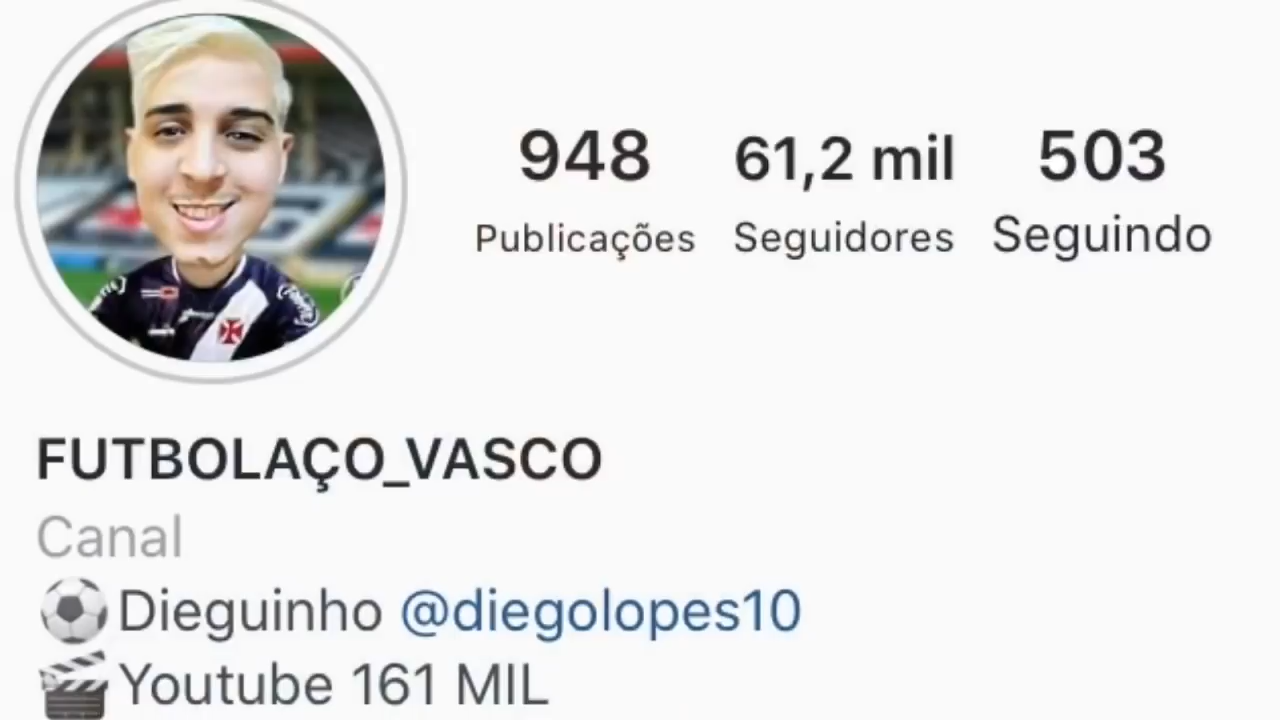 948 61,2 mil 503
Publicações Seguidores Seguindo
FUTBOLAÇO_VASCO
Canal
Dieguinho @diegolopes10
Youtube 161 MIL